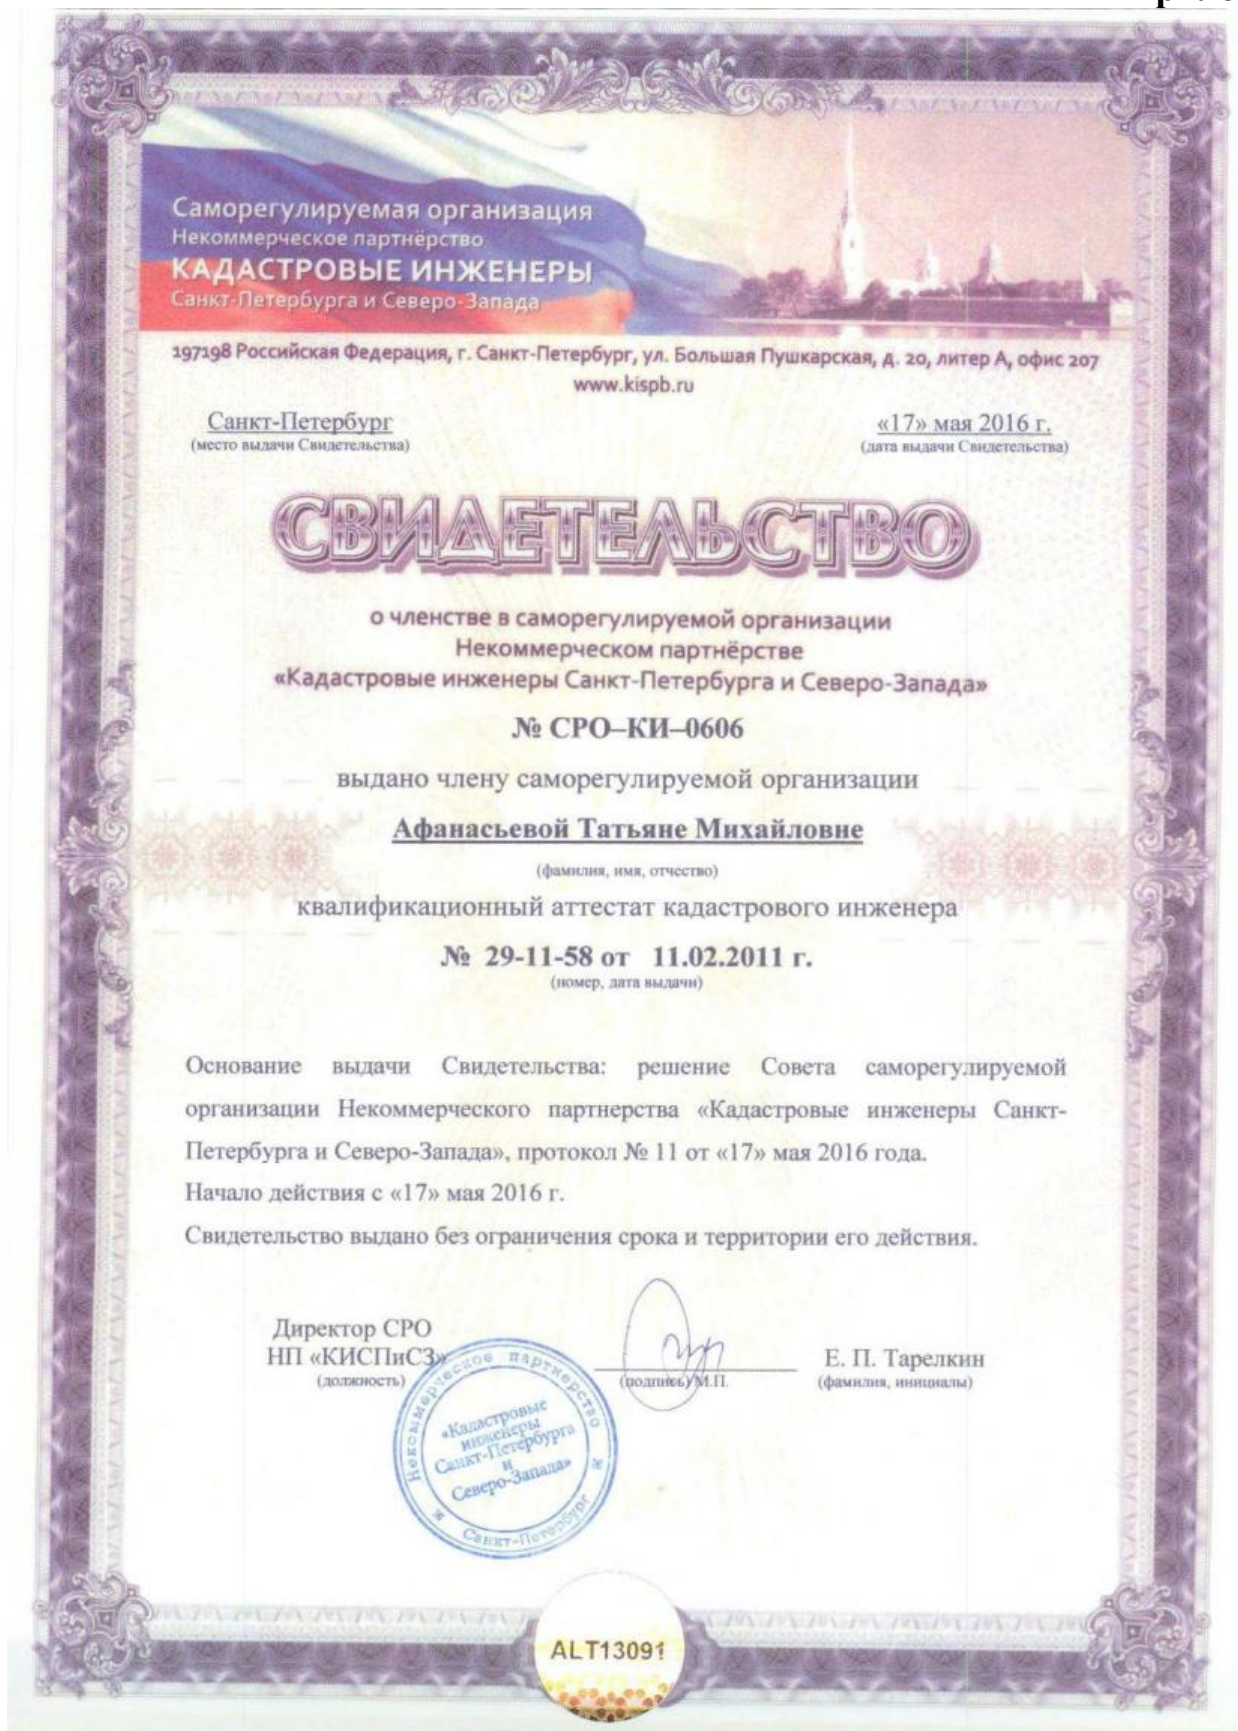 Саморегулируемая организация
Некоммерческое партнёрство
КАДАСТРОВЫЕ ИНЖЕНЕРЫ
Санкт-Петербурга и Северо-Запада
197198 Российская Федерация, г. Санкт-Петербург, ул. Большая Пушкарская, д. 20, литер А, офис 207
www.kispb.ru
Санкт-Петербург «17» мая 2016 г.
(место выдачи Свидетельства) (дата выдачи Свидетельства)
СВИДЕТЕЛЬСТВО
о членстве в саморегулируемой организации
Некоммерческом партнёрстве
«Кадастровые инженеры Санкт-Петербурга и Северо-Запада»
№ СРО–КИ–0606
выдано члену саморегулируемой организации
Афанасьевой Татьяне Михайловне
(фамилия, имя, отчество)
квалификационный аттестат кадастрового инженера
№ 29-11-58 от 11.02.2011 г.
(номер, дата выдачи)
Основание выдачи Свидетельства: решение Совета саморегулируемой
организации Некоммерческого партнерства «Кадастровые инженеры Санкт-
Петербурга и Северо-Запада», протокол № 11 от «17» мая 2016 года.
Начало действия с «17» мая 2016 г.
Свидетельство выдано без ограничения срока и территории его действия.
Директор СРО
НП «КИСПиСЗ» Е. П. Тарелкин
(должность) (подпись) М.П. (фамилия, инициалы)
Некоммерческое партнерство
«Кадастровые
инженеры
Санкт-Петербурга
и
Северо-Запада»
Санкт-Петербург
ALT13091